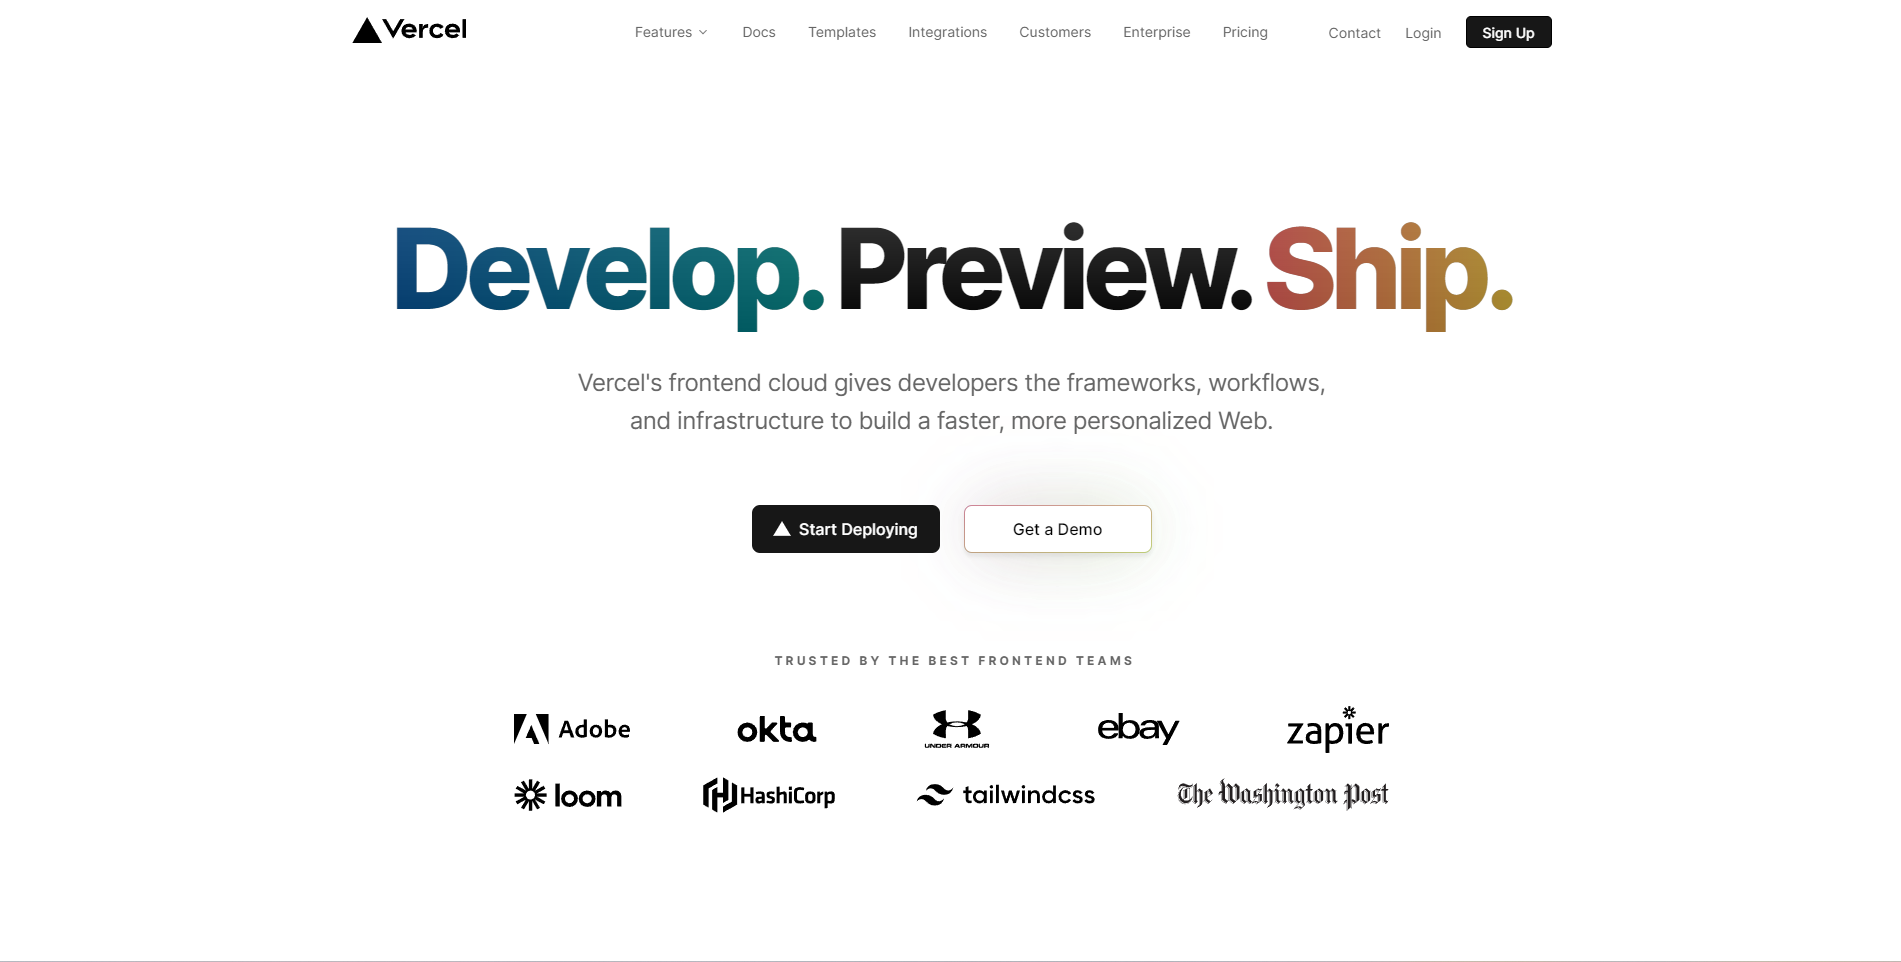 Vercel
Features Docs Templates Integrations Customers Enterprise Pricing Contact Login Sign Up
Develop. Preview. Ship.
Vercel's frontend cloud gives developers the frameworks, workflows,
and infrastructure to build a faster, more personalized Web.
Start Deploying Get a Demo
TRUSTED BY THE BEST FRONTEND TEAMS
Adobe okta UNDER ARMOUR ebay zapier
loom HashiCorp tailwindcss The Washington Post